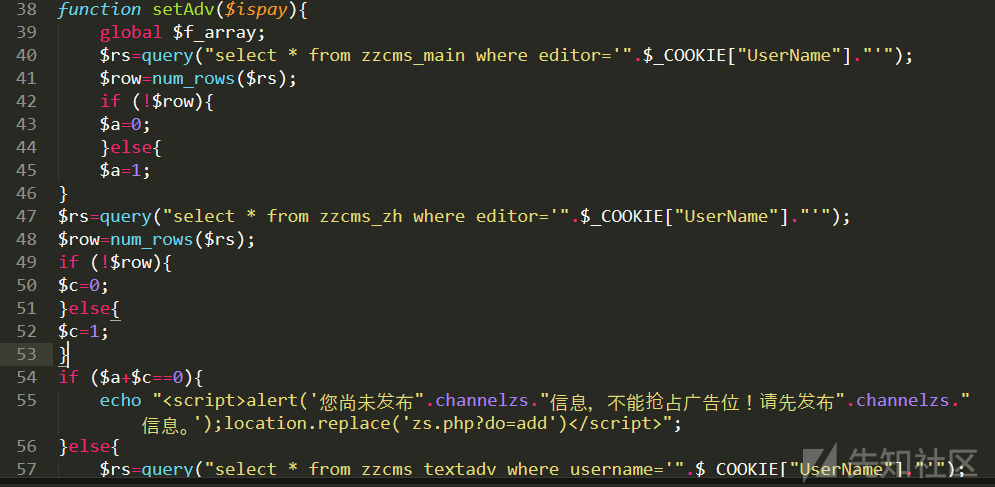 38 function setAdv($ispay){
39 global $f_array;
40 $rs=query("select * from zzcms_main where editor='".$_COOKIE["UserName"]."'");
41 $row=num_rows($rs);
42 if (!$row){
43 $a=0;
44 }else{
45 $a=1;
46 }
47 $rs=query("select * from zzcms_zh where editor='".$_COOKIE["UserName"]."'");
48 $row=num_rows($rs);
49 if (!$row){
50 $c=0;
51 }else{
52 $c=1;
53 }
54 if ($a+$c==0){
55 echo "<script>alert('您尚未发布".channelzs."信息，不能抢占广告位！请先发布".channelzs."
信息。');location.replace('zs.php?do=add')</script>";
56 }else{
57 $rs=query("select * from zzcms_textadv where username='".$_COOKIE["UserName"]."'");
先知社区